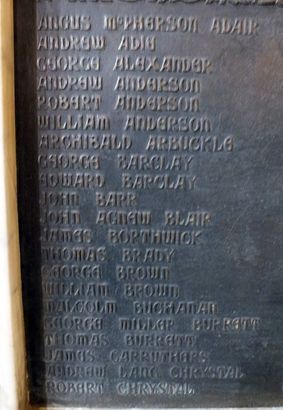 ANGUS McPHERSON ADAIR
ANDREW ADIE
GEORGE ALEXANDER
ANDREW ANDERSON
ROBERT ANDERSON
WILLIAM ANDERSON
ARCHIBALD ARBUCKLE
GEORGE BARCLAY
EDWARD BARCLAY
JOHN BARR
JOHN AGNEW BLAIR
JAMES BORTHWICK
THOMAS BRADY
GEORGE BROWN
WILLIAM BROWN
MALCOLM BUCHANAN
GEORGE MILLER BURRETT
THOMAS BURRETT
JAMES CARRUTHERS
ANDREW LANG CHRYSTAL
ROBERT CHRYSTAL